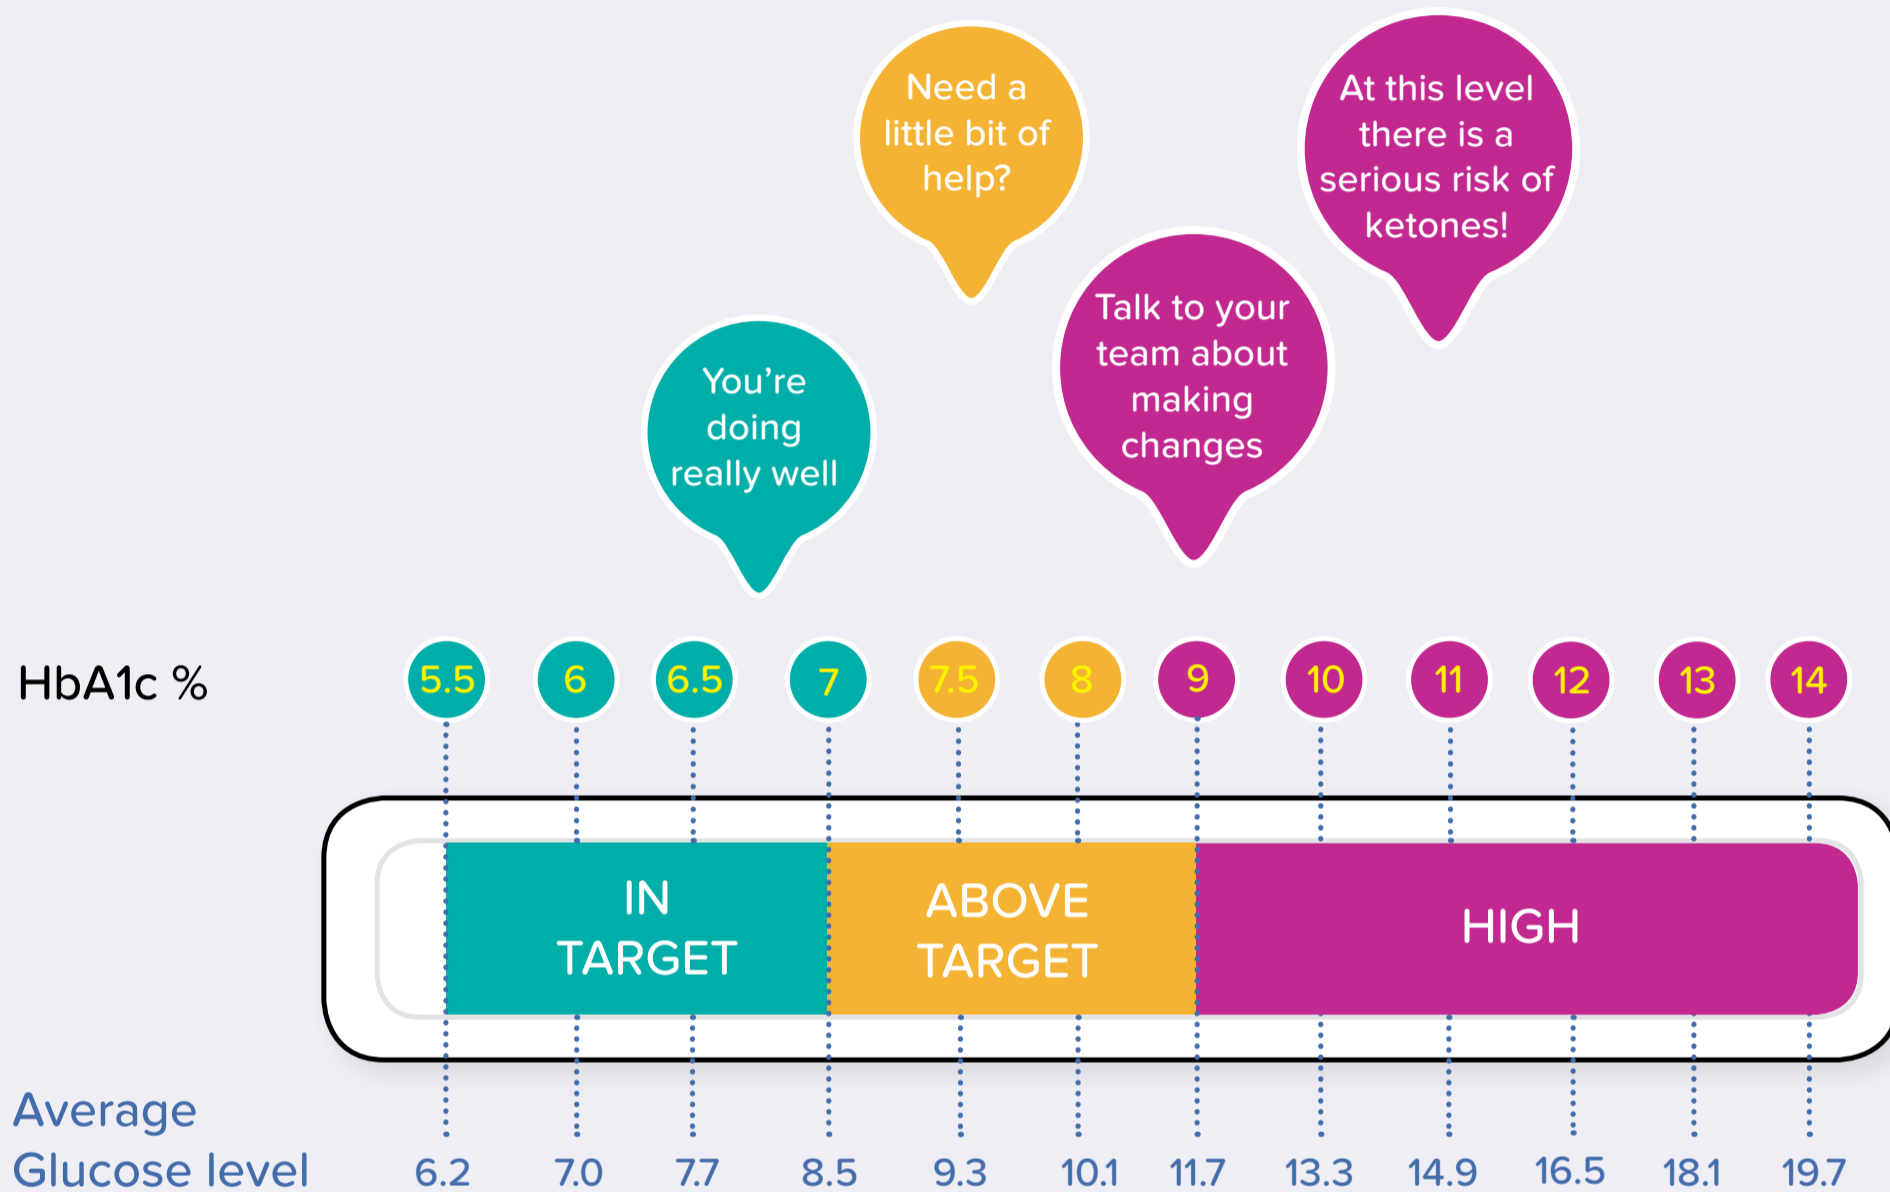 Need a
little bit of
help?
At this level
there is a
serious risk of
ketones!
You're
doing
really well
Talk to your
team about
making
changes
HbA1c % 5.5 6 6.5 7 7.5 8 9 10 11 12 13 14
IN
TARGET
ABOVE
TARGET
HIGH
Average
Glucose level 6.2 7.0 7.7 8.5 9.3 10.1 11.7 13.3 14.9 16.5 18.1 19.7